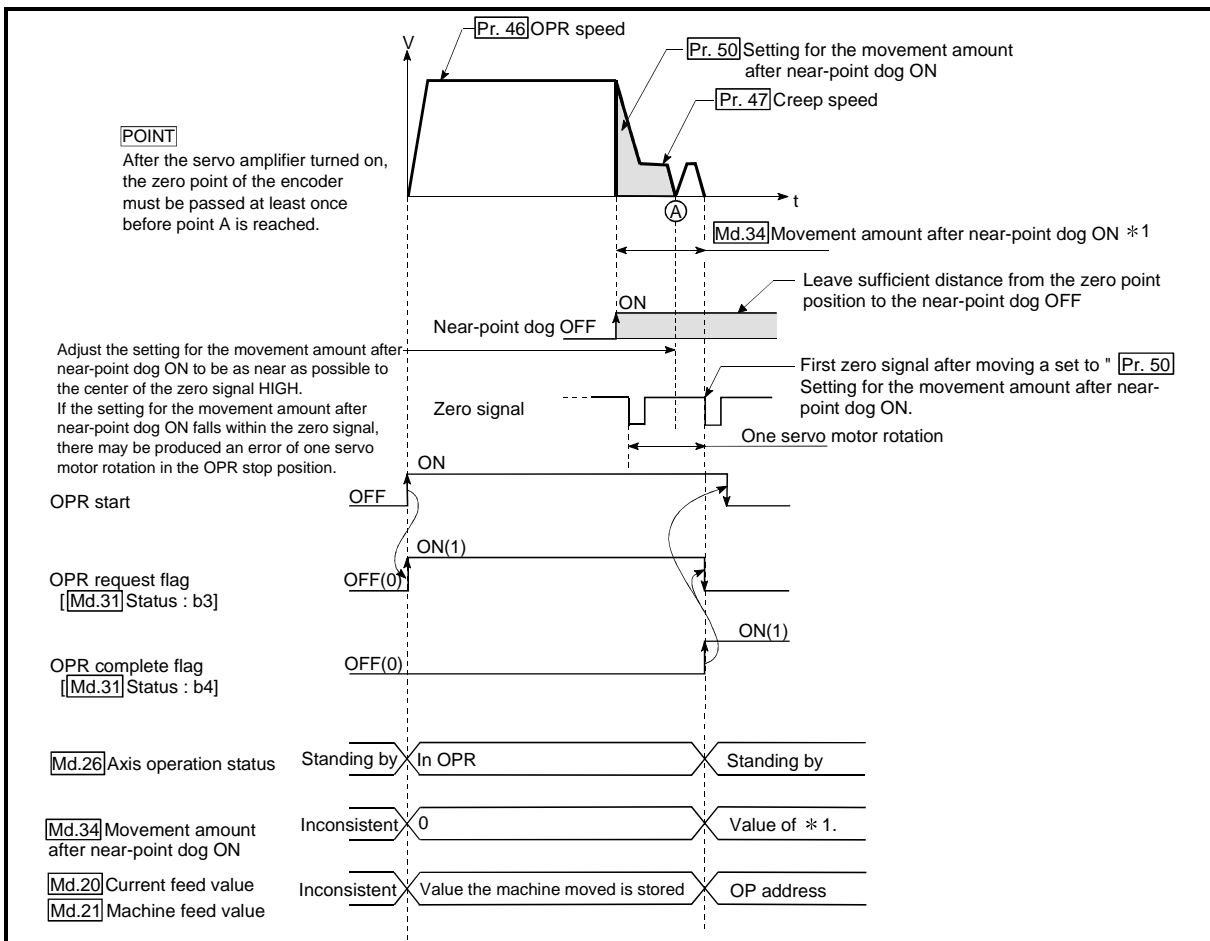 V
Pr. 46 OPR speed
Pr. 50 Setting for the movement amount
after near-point dog ON
Pr. 47 Creep speed
POINT
After the servo amplifier turned on,
the zero point of the encoder
must be passed at least once
before point A is reached.
t
A
Md.34 Movement amount after near-point dog ON *1
Leave sufficient distance from the zero point
position to the near-point dog OFF
ON
Near-point dog OFF
Adjust the setting for the movement amount after
near-point dog ON to be as near as possible to
the center of the zero signal HIGH.
If the setting for the movement amount after
near-point dog ON falls within the zero signal,
there may be produced an error of one servo
motor rotation in the OPR stop position.
First zero signal after moving a set to " Pr. 50
Setting for the movement amount after near-
point dog ON.
Zero signal
One servo motor rotation
ON
OPR start
OFF
ON(1)
OPR request flag
[Md.31 Status : b3]
OFF(0)
ON(1)
OPR complete flag
[Md.31 Status : b4]
OFF(0)
Md.26 Axis operation status
Standing by
In OPR
Standing by
Md.34 Movement amount
after near-point dog ON
Inconsistent
0
Value of *1.
Md.20 Current feed value
Md.21 Machine feed value
Inconsistent
Value the machine moved is stored
OP address